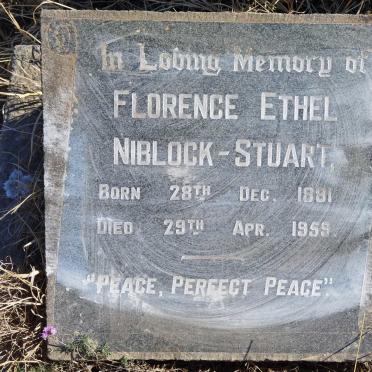 In Loving Memory of
FLORENCE ETHEL
NIBLOCK-STUART,
BORN 28TH DEC. 1881
DIED 29TH APR. 1959.
"PEACE, PERFECT PEACE".